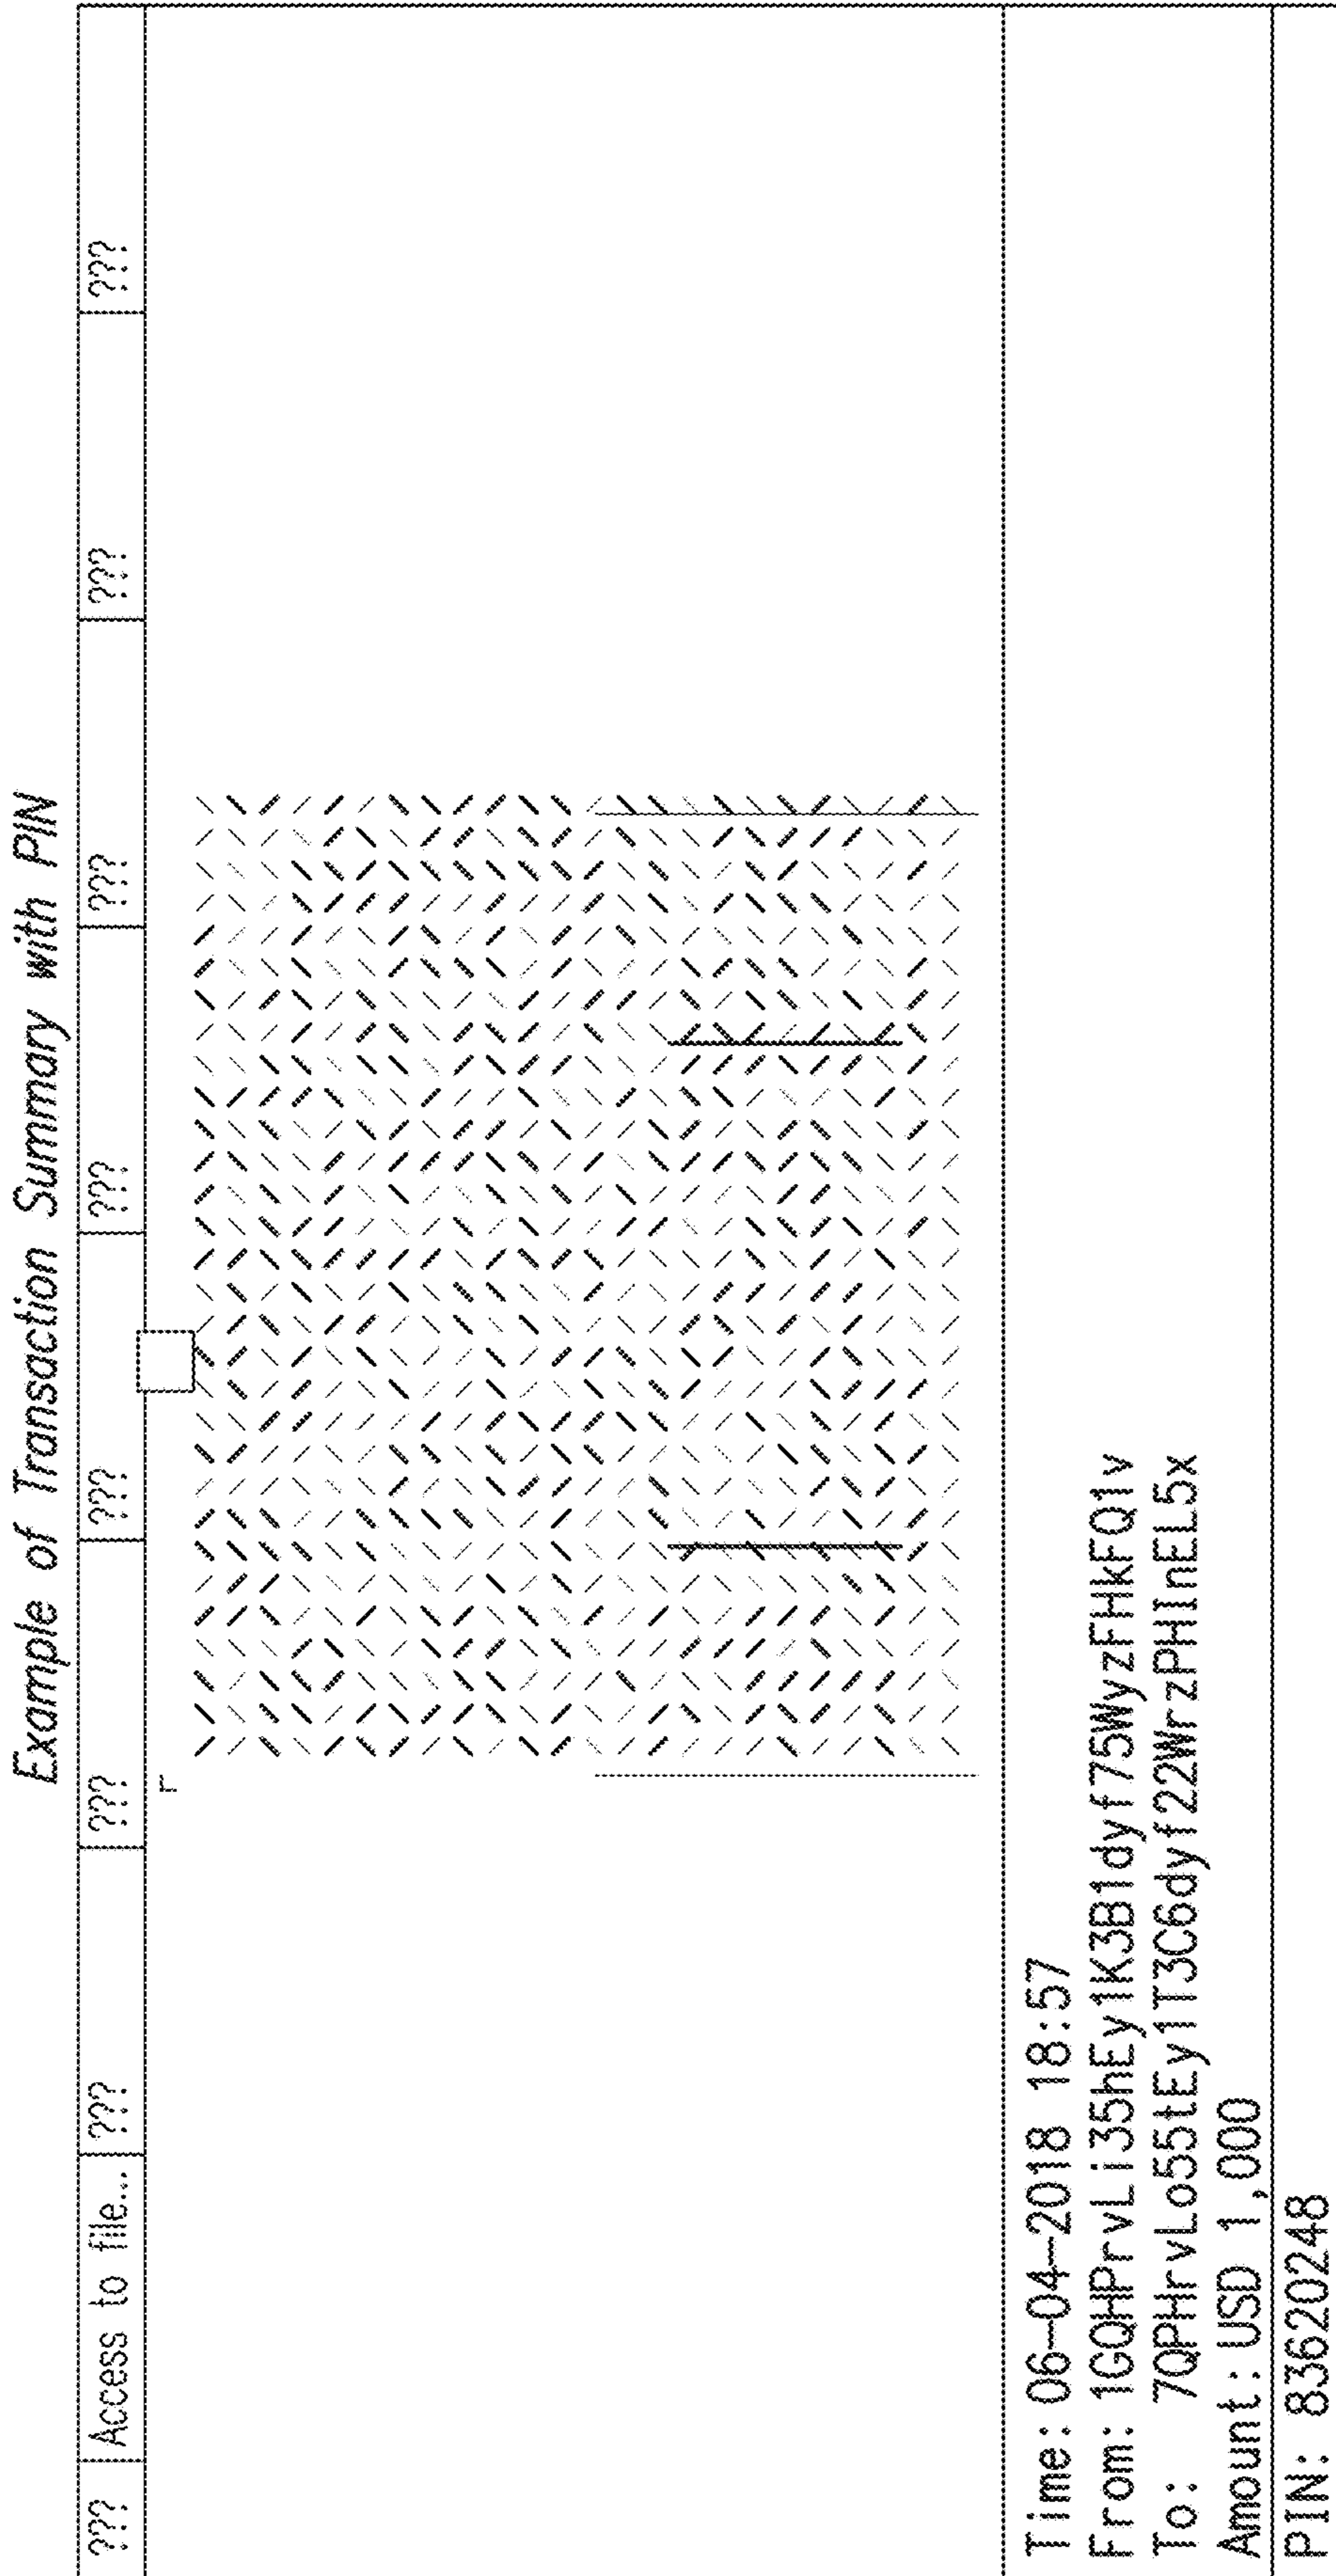 Example of Transaction Summary with PIN
??? Access to file... ??? ??? ??? ??? ??? ??? ???
Time: 06-04-2018 18:57
From: 1GQHPrvLi35hEy1K3B1dyf75WyzFHkFQ1v
To: 7QPHrvLo55tEy1T3C6dyf22WrzPHInEL5x
Amount: USD 1,000
PIN: 83620248